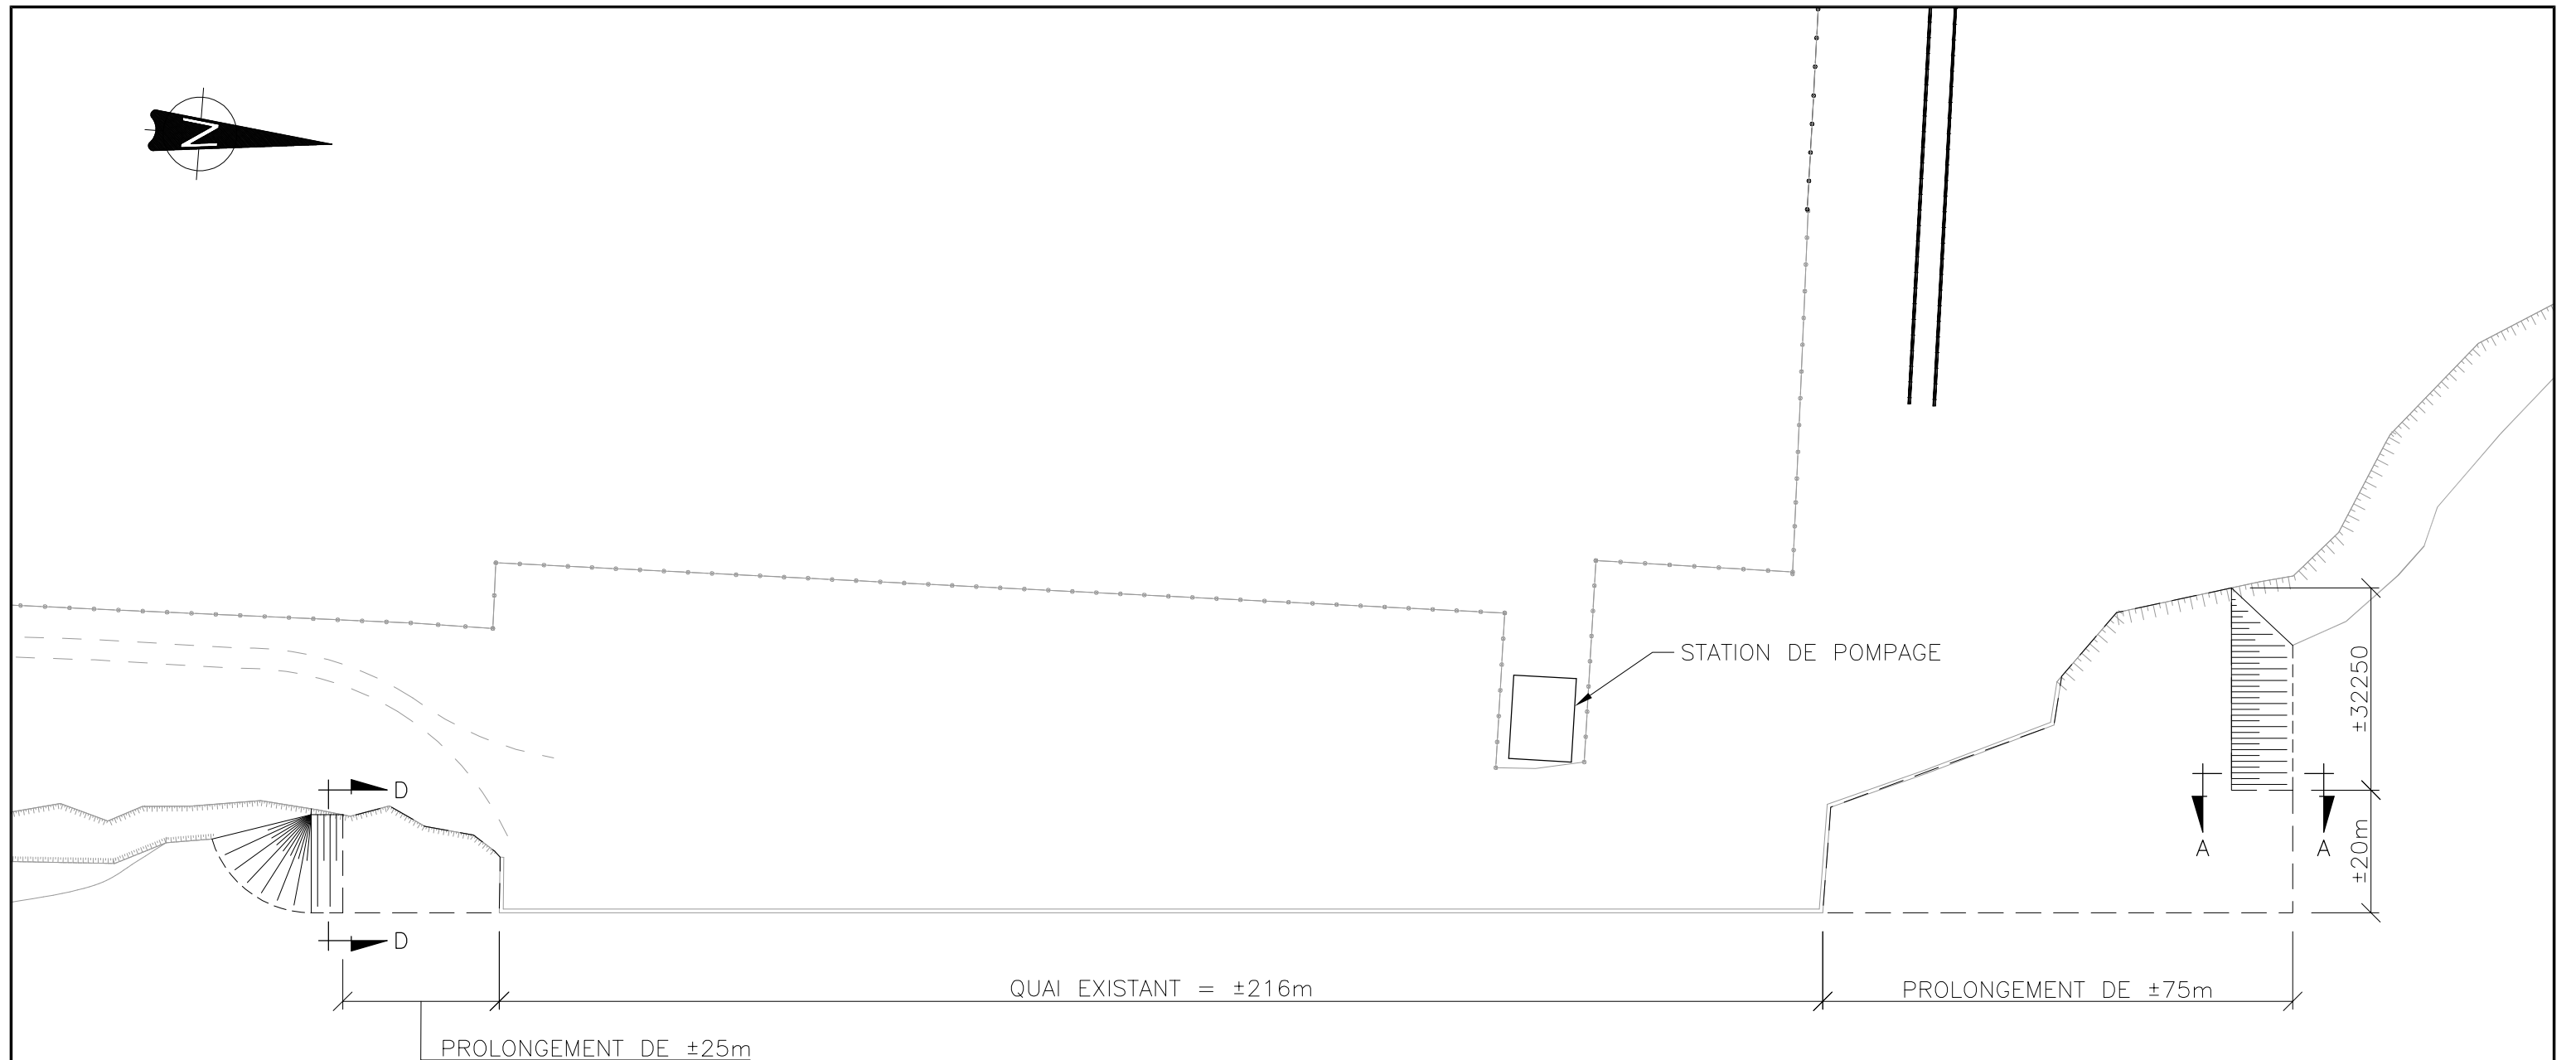 N
STATION DE POMPAGE
±32250
D
A
A
±20m
D
QUAI EXISTANT = ±216m
PROLONGEMENT DE ±75m
PROLONGEMENT DE ±25m